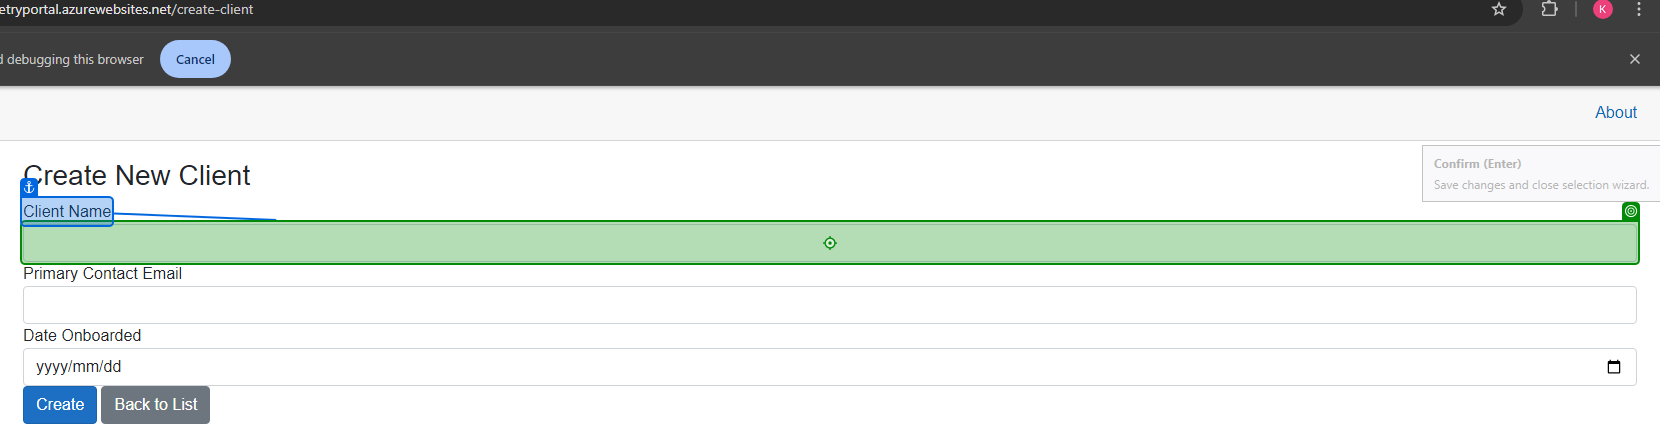 etryportal.azurewebsites.net/create-client
K
debugging this browser
Cancel
About
Create New Client
Confirm (Enter)
Save changes and close selection wizard.
Client Name
Primary Contact Email
Date Onboarded
yyyy/mm/dd
Create
Back to List